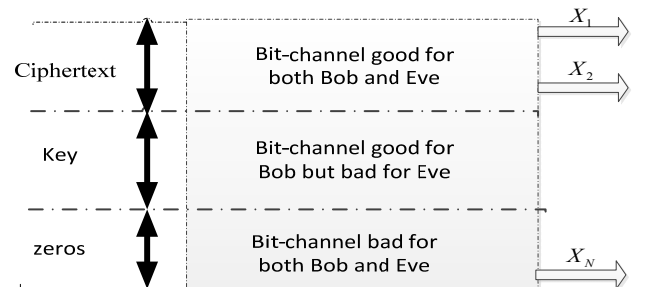 X1
Bit-channel good for
both Bob and Eve
Ciphertext
X2
Bit-channel good for
Bob but bad for Eve
Key
Bit-channel bad for
both Bob and Eve
zeros
XN